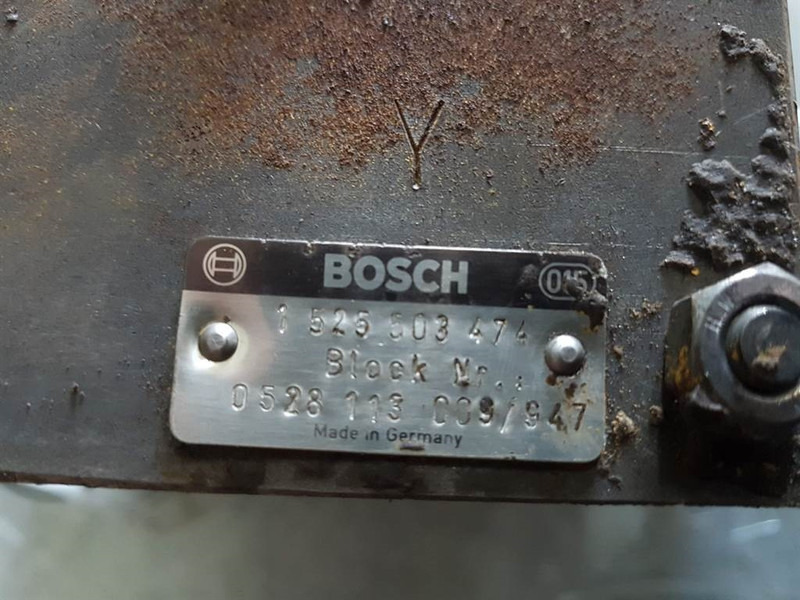 Y
BOSCH 015
1 525 503 474
Block Nr.:
0 528 113 009/947
Made in Germany